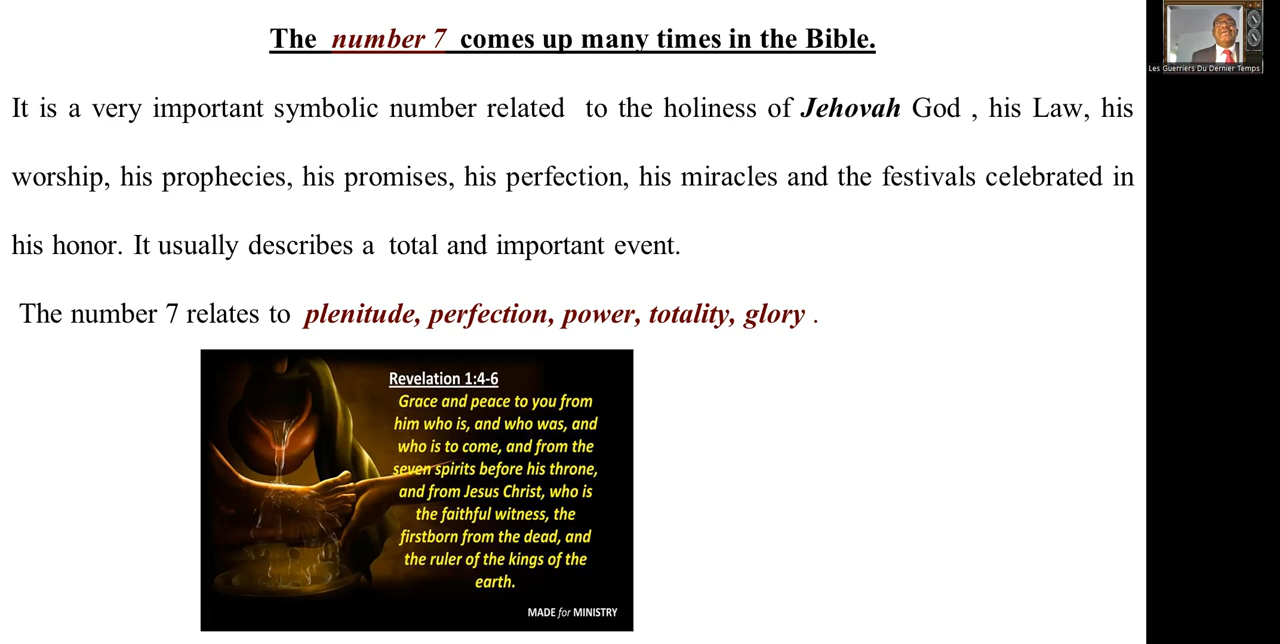 The number 7 comes up many times in the Bible.
Les Guerriers Du Dernier Temps
It is a very important symbolic number related to the holiness of Jehovah God , his Law, his
worship, his prophecies, his promises, his perfection, his miracles and the festivals celebrated in
his honor. It usually describes a total and important event.
The number 7 relates to plenitude, perfection, power, totality, glory .
Revelation 1:4-6
Grace and peace to you from
him who is, and who was, and
who is to come, and from the
seven spirits before his throne,
and from Jesus Christ, who is
the faithful witness, the
firstborn from the dead, and
the ruler of the kings of the
earth.
MADE for MINISTRY